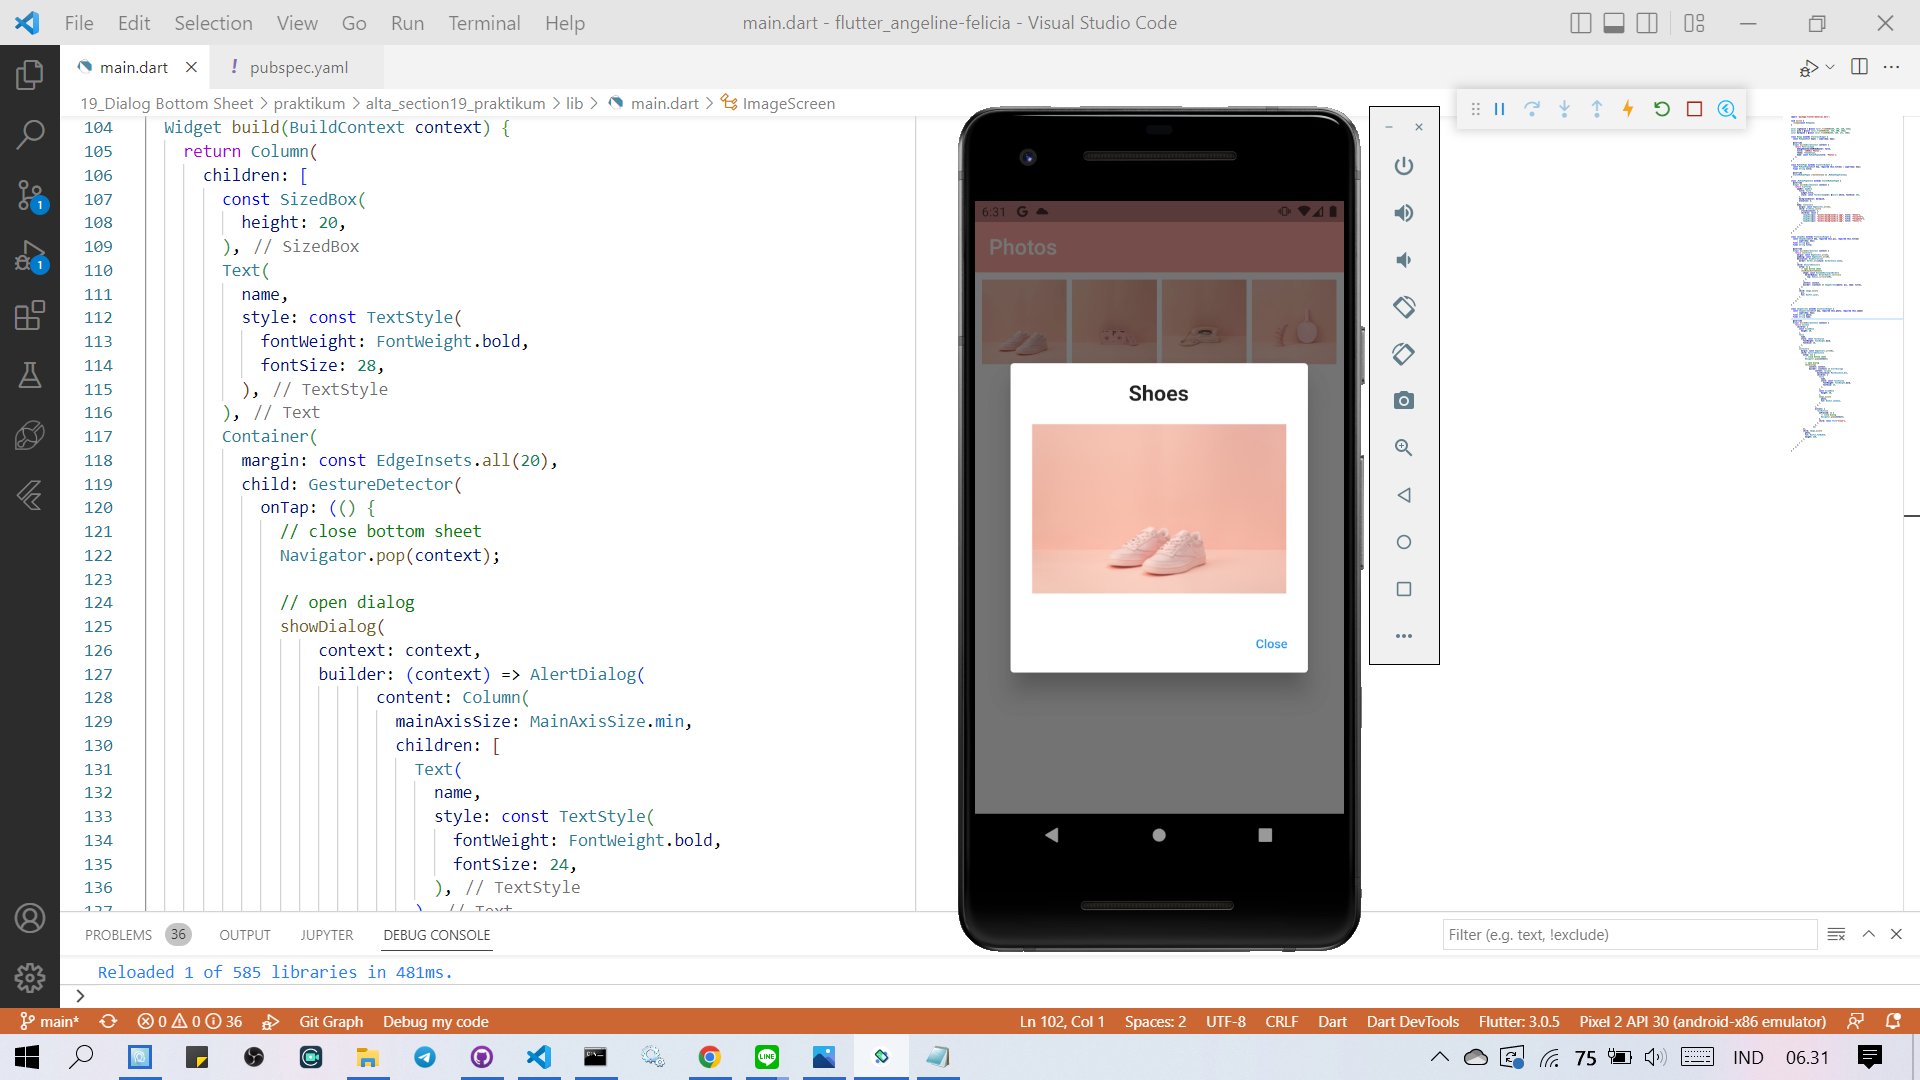 File Edit Selection View Go Run Terminal Help
main.dart - flutter_angeline-felicia - Visual Studio Code
main.dart
! pubspec.yaml
19_Dialog Bottom Sheet > praktikum > alta_section19_praktikum > lib > main.dart > ImageScreen
104 Widget build(BuildContext context) {
105 return Column(
106 children: [
107 const SizedBox(
108 height: 20,
109 ), // SizedBox
110 Text(
111 name,
112 style: const TextStyle(
113 fontWeight: FontWeight.bold,
114 fontSize: 28,
115 ), // TextStyle
116 ), // Text
117 Container(
118 margin: const EdgeInsets.all(20),
119 child: GestureDetector(
120 onTap: (() {
121 // close bottom sheet
122 Navigator.pop(context);
123
124 // open dialog
125 showDialog(
126 context: context,
127 builder: (context) => AlertDialog(
128 content: Column(
129 mainAxisSize: MainAxisSize.min,
130 children: [
131 Text(
132 name,
133 style: const TextStyle(
134 fontWeight: FontWeight.bold,
135 fontSize: 24,
136 ), // TextStyle
137 ), // Text
6:31 G
Photos
Shoes
Close
PROBLEMS 36 OUTPUT JUPYTER DEBUG CONSOLE
Filter (e.g. text, !exclude)
Reloaded 1 of 585 libraries in 481ms.
>
main* 0 0 36 Git Graph Debug my code
Ln 102, Col 1 Spaces: 2 UTF-8 CRLF Dart Dart DevTools Flutter: 3.0.5 Pixel 2 API 30 (android-x86 emulator)
1
1
LINE
75 IND 06.31